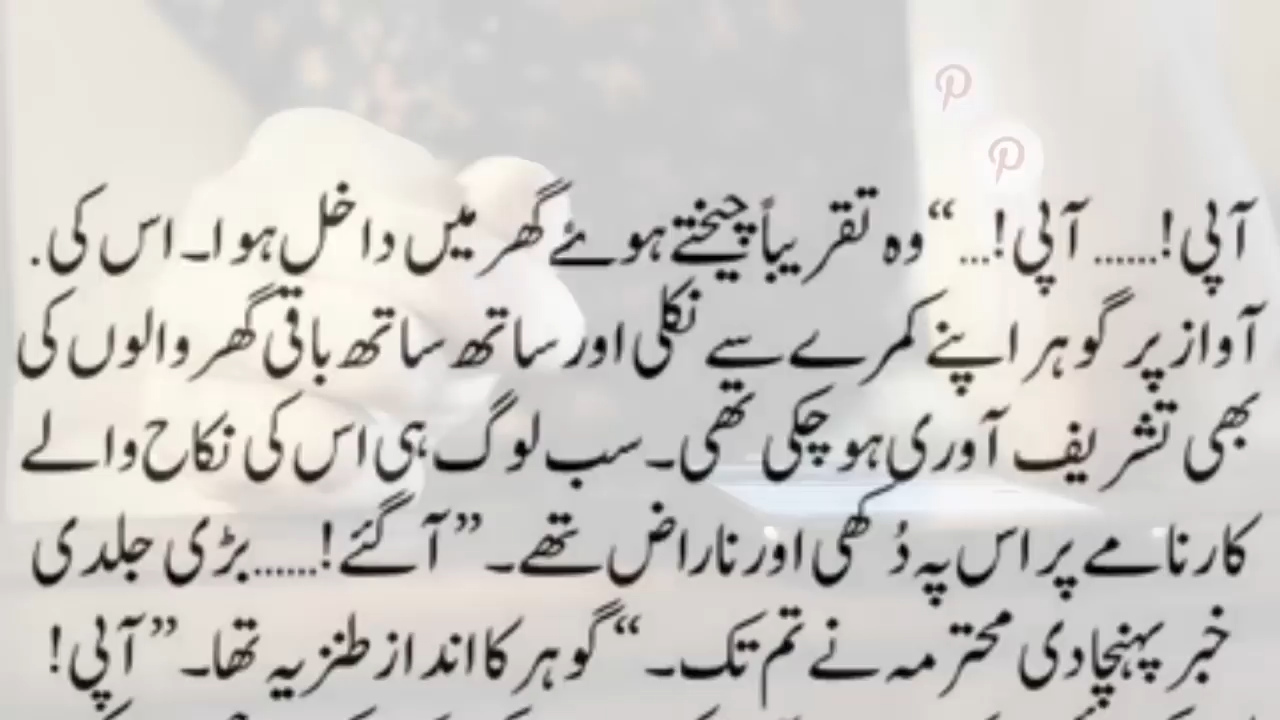 آپی!...... آپی!...“ وہ تقریباً چیختے ہوئے گھر میں داخل ہوا۔ اس کی.
آواز پر گوہر اپنے کمرے سے نکلی اور ساتھ ساتھ باقی گھر والوں کی
بھی تشریف آوری ہو چکی تھی۔ سب لوگ ہی اس کی نکاح والے
کارنامے پر اس پہ دُکھی اور ناراض تھے۔ ”آ گئے!...... بڑی جلدی
خبر پہنچا دی محترمہ نے تم تک۔“ گوہر کا انداز طنزیہ تھا۔ ”آپی!